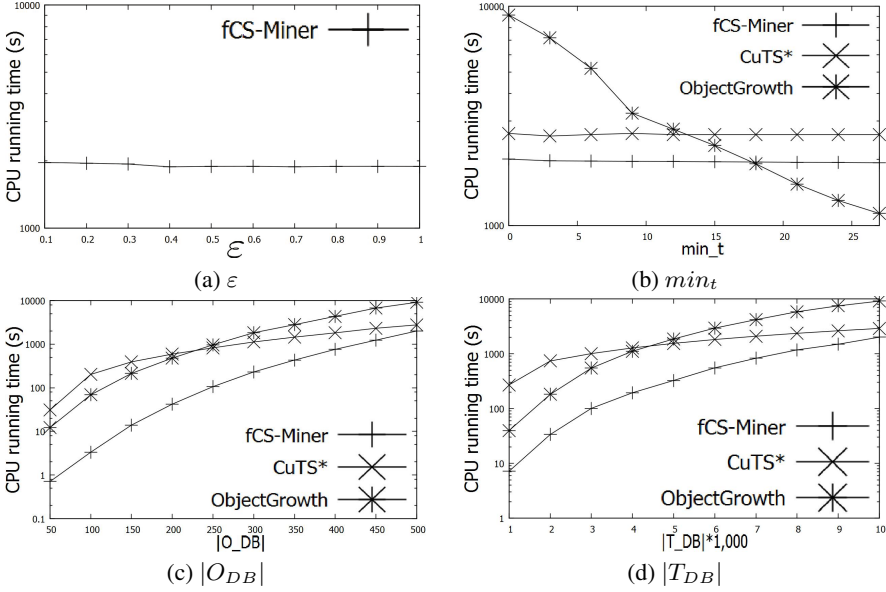 10000
CPU running time (s)
fCS-Miner
1000
0.1 0.2 0.3 0.4 0.5 0.6 0.7 0.8 0.9 1
ε
(a) ε
10000
CPU running time (s)
fCS-Miner
CuTS*
ObjectGrowth
1000
0 5 10 15 20 25
min_t
(b) min_t
10000
1000
100
10
1
0.1
CPU running time (s)
fCS-Miner
CuTS*
ObjectGrowth
50 100 150 200 250 300 350 400 450 500
|O_DB|
(c) |O_DB|
10000
1000
100
10
1
CPU running time (s)
fCS-Miner
CuTS*
ObjectGrowth
1 2 3 4 5 6 7 8 9 10
|T_DB|*1,000
(d) |T_DB|